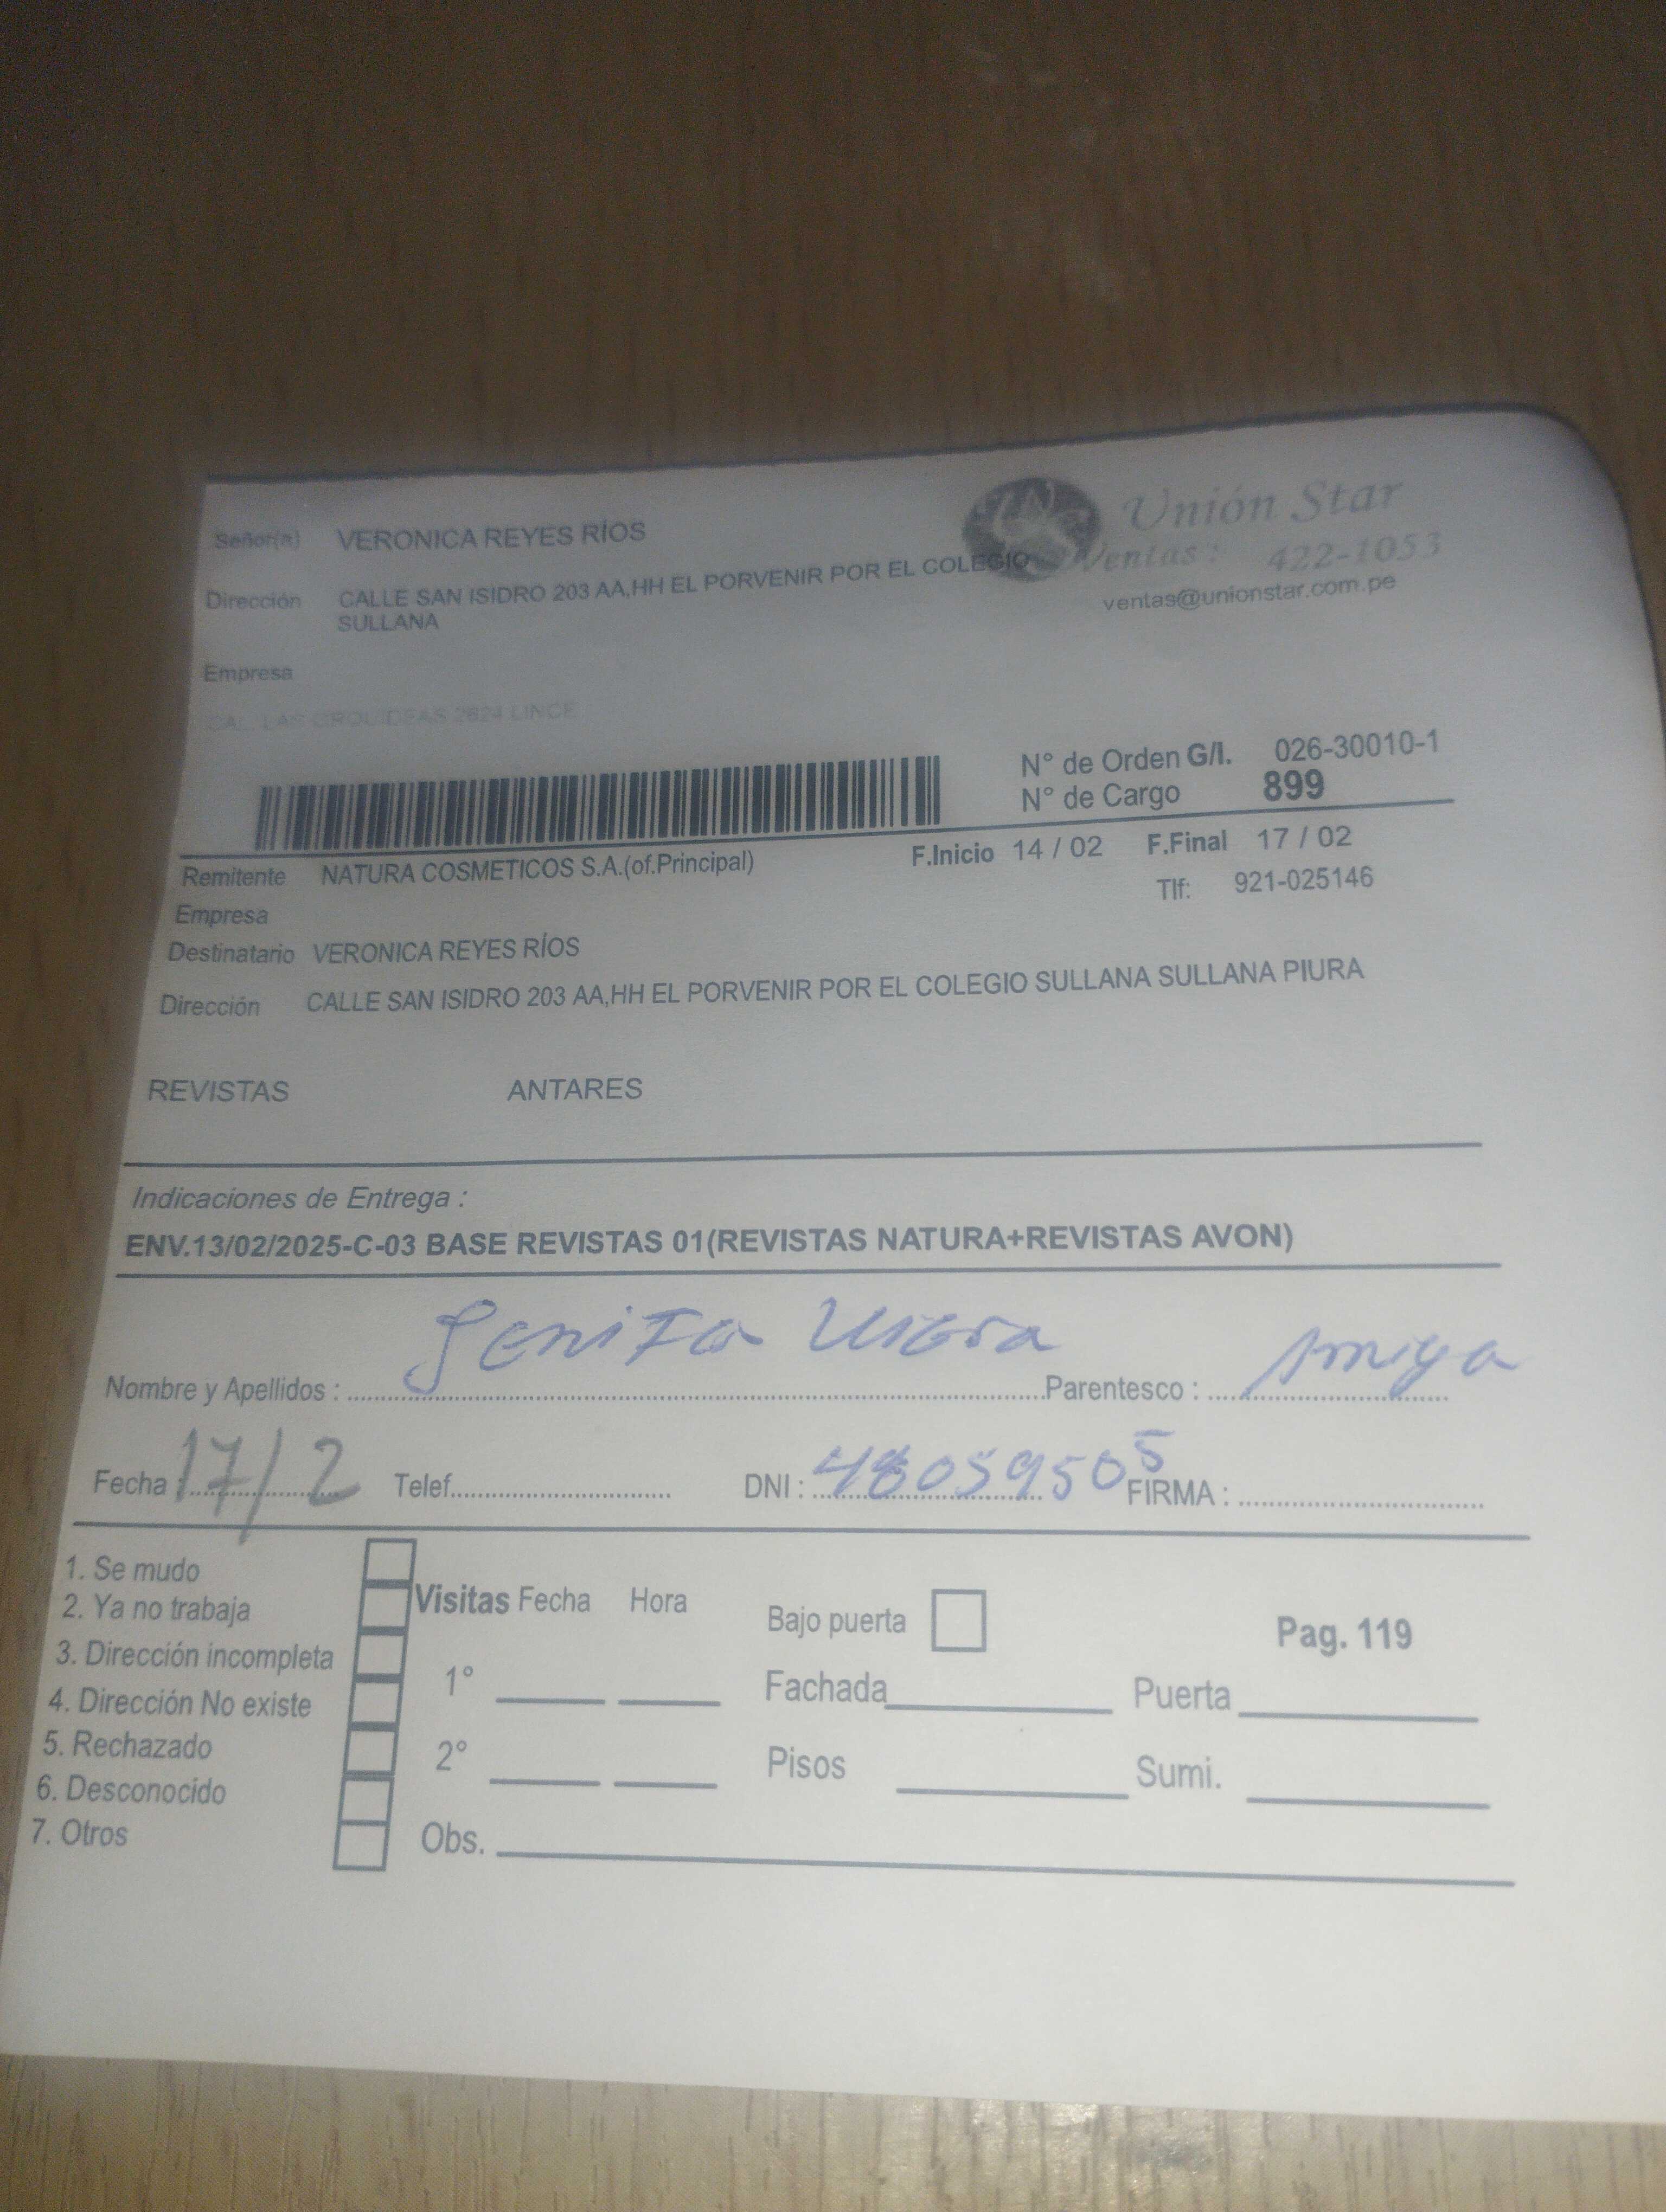 Señor(a) VERONICA REYES RÍOS
Unión Star
Ventas : 422-1053
ventas@unionstar.com.pe
Dirección CALLE SAN ISIDRO 203 AA,HH EL PORVENIR POR EL COLEGIO
SULLANA
Empresa
CAL. LAS ORQUIDEAS 2624 LINCE
N° de Orden G/I. 026-30010-1
N° de Cargo 899
Remitente NATURA COSMETICOS S.A.(of.Principal) F.Inicio 14 / 02 F.Final 17 / 02
Empresa Tlf: 921-025146
Destinatario VERONICA REYES RÍOS
Dirección CALLE SAN ISIDRO 203 AA,HH EL PORVENIR POR EL COLEGIO SULLANA SULLANA PIURA
REVISTAS ANTARES
Indicaciones de Entrega :
ENV.13/02/2025-C-03 BASE REVISTAS 01(REVISTAS NATURA+REVISTAS AVON)
Nombre y Apellidos : Parentesco : Amiga
Fecha : 17/2 Telef. DNI : 48059505 FIRMA :
1. Se mudo
2. Ya no trabaja
3. Dirección incompleta
4. Dirección No existe
5. Rechazado
6. Desconocido
7. Otros
Visitas Fecha Hora
1°
2°
Obs.
Bajo puerta Pag. 119
Fachada Puerta
Pisos Sumi.